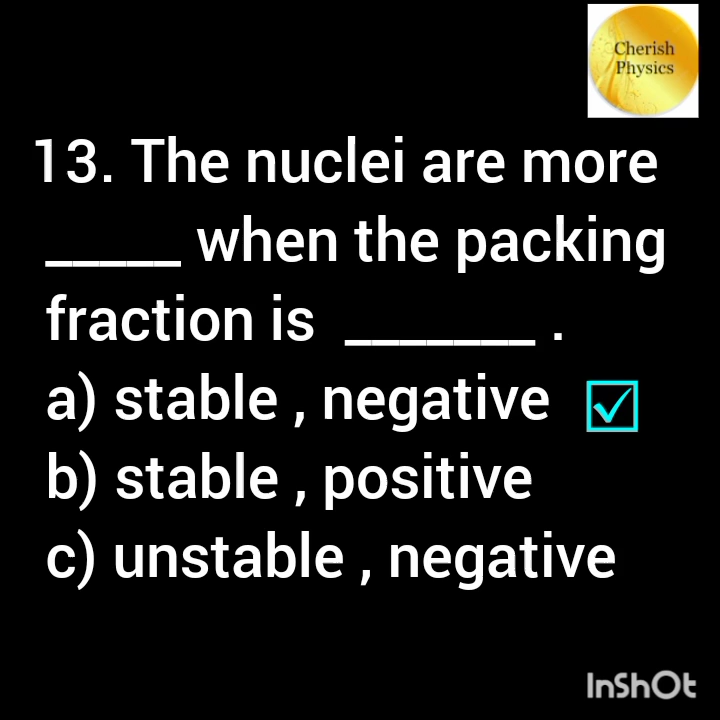 Cherish
Physics
13. The nuclei are more
_____ when the packing
fraction is _______ .
a) stable , negative ☑
b) stable , positive
c) unstable , negative
InShOt